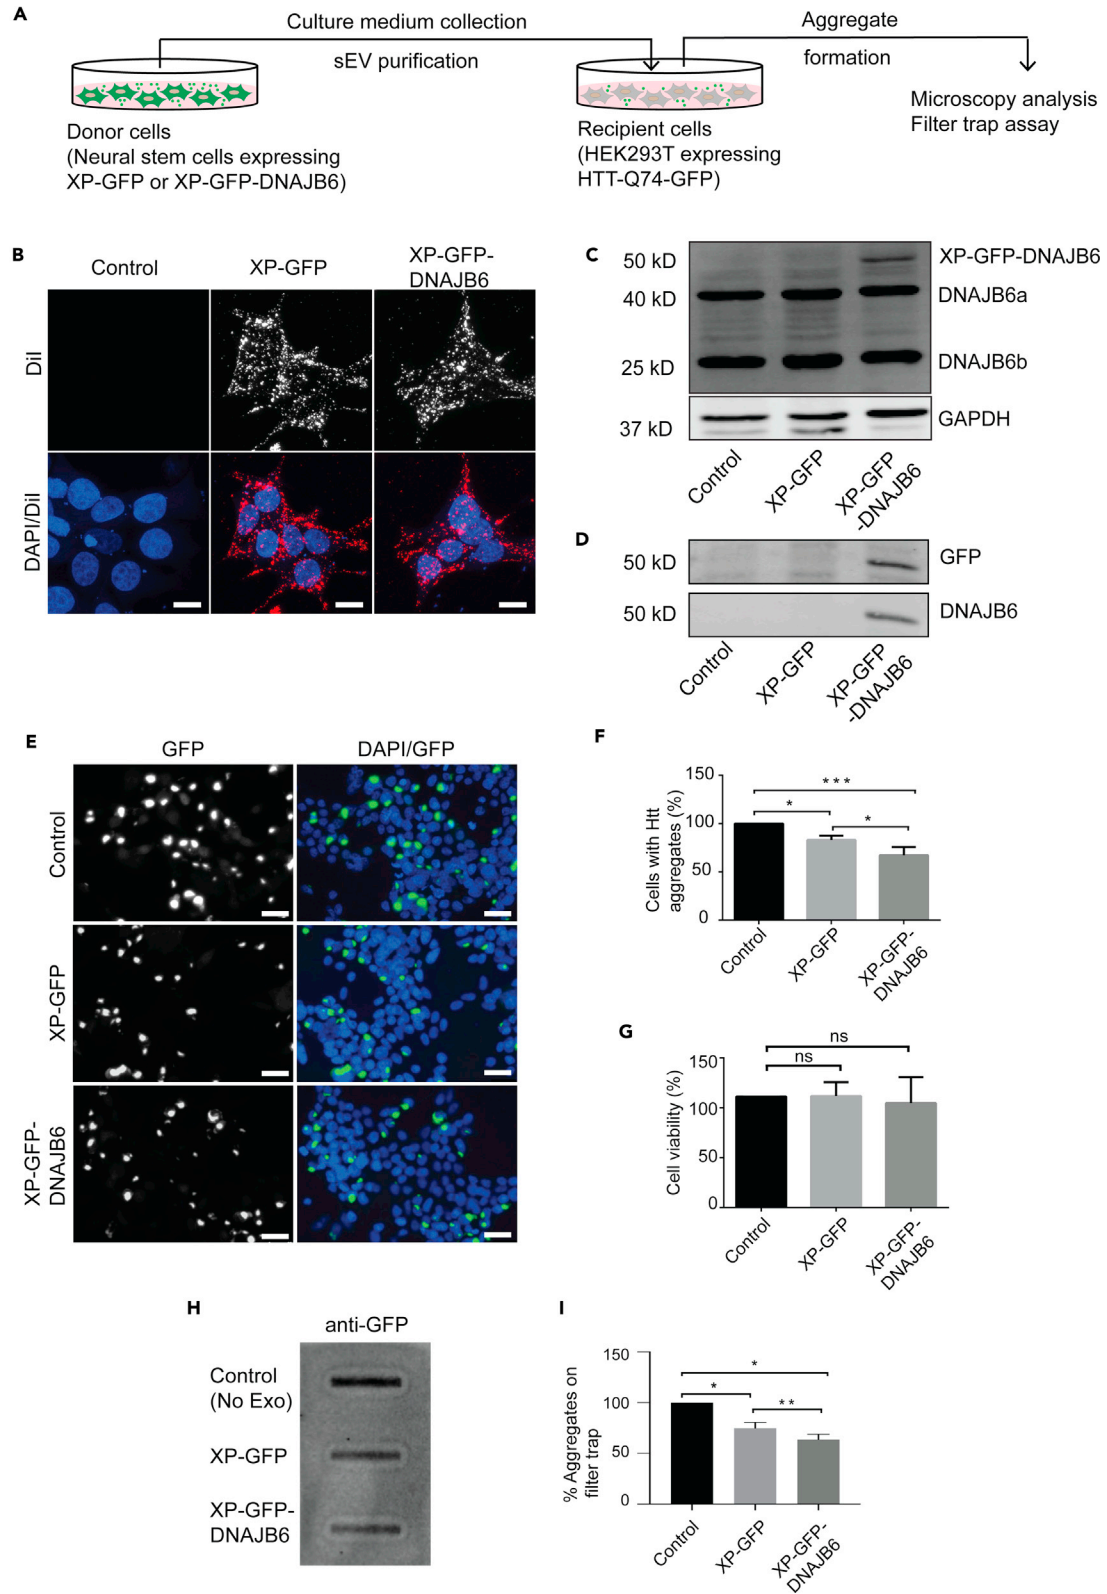 A
Culture medium collection
sEV purification
Aggregate
formation
Donor cells
(Neural stem cells expressing
XP-GFP or XP-GFP-DNAJB6)
Recipient cells
(HEK293T expressing
HTT-Q74-GFP)
Microscopy analysis
Filter trap assay
B
Control
XP-GFP
XP-GFP-
DNAJB6
DiI
DAPI/DiI
C
50 kD
40 kD
25 kD
37 kD
XP-GFP-DNAJB6
DNAJB6a
DNAJB6b
GAPDH
Control
XP-GFP
XP-GFP
-DNAJB6
D
50 kD
GFP
50 kD
DNAJB6
Control
XP-GFP
XP-GFP
-DNAJB6
E
GFP
DAPI/GFP
Control
XP-GFP
XP-GFP-
DNAJB6
F
Cells with Htt
aggregates (%)
150
100
50
0
***
*
*
Control
XP-GFP
XP-GFP-
DNAJB6
G
Cell viability (%)
150
100
50
0
ns
ns
Control
XP-GFP
XP-GFP-
DNAJB6
H
anti-GFP
Control
(No Exo)
XP-GFP
XP-GFP-
DNAJB6
I
% Aggregates on
filter trap
150
100
50
0
*
*
**
Control
XP-GFP
XP-GFP-
DNAJB6